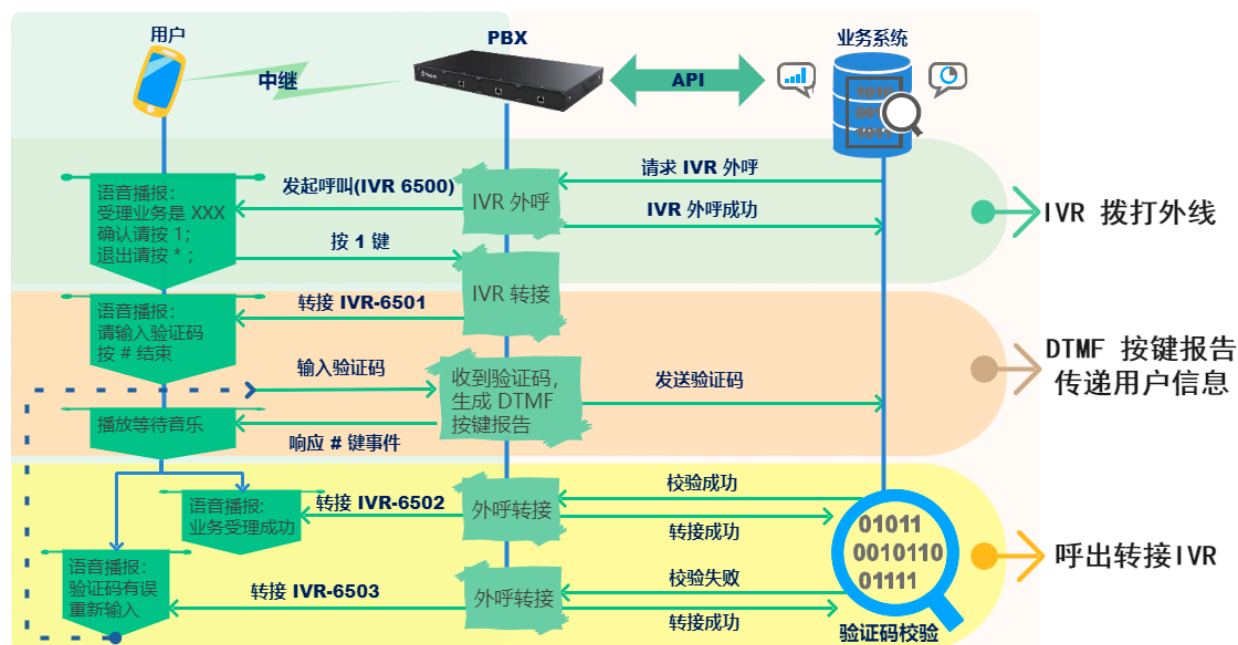 用户
PBX
业务系统
中继
API
1010
1011
语音播报：
受理业务是 XXX
确认请按 1；
退出请按 *；
发起呼叫(IVR 6500)
IVR 外呼
请求 IVR 外呼
IVR 外呼成功
IVR 拨打外线
按 1 键
IVR 转接
转接 IVR-6501
语音播报：
请输入验证码
按 # 结束
输入验证码
收到验证码，
生成 DTMF
按键报告
发送验证码
DTMF 按键报告
传递用户信息
播放等待音乐
响应 # 键事件
语音播报:
业务受理成功
转接 IVR-6502
外呼转接
校验成功
转接成功
01011
0010110
01111
呼出转接IVR
语音播报：
验证码有误
重新输入
转接 IVR-6503
外呼转接
校验失败
转接成功
验证码校验